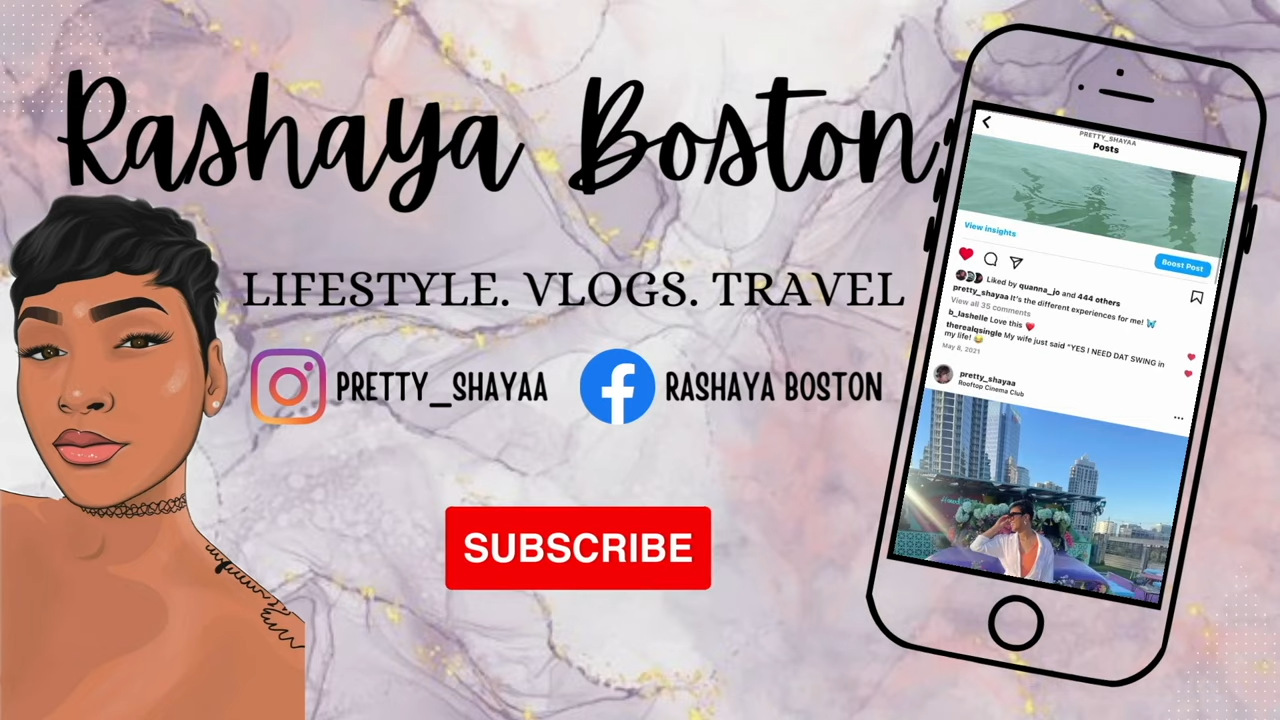 Rashaya Boston
LIFESTYLE. VLOGS. TRAVEL
PRETTY_SHAYAA
RASHAYA BOSTON
SUBSCRIBE
PRETTY_SHAYAA
Posts
View insights
Boost Post
Liked by quanna_jo and 444 others
pretty_shayaa It's the different experiences for me! 🦋
View all 35 comments
b_lashelle Love this ❤️
therealqsingle My wife just said "YES I NEED DAT SWING in
my life! 😂
May 8, 2021
pretty_shayaa
Rooftop Cinema Club